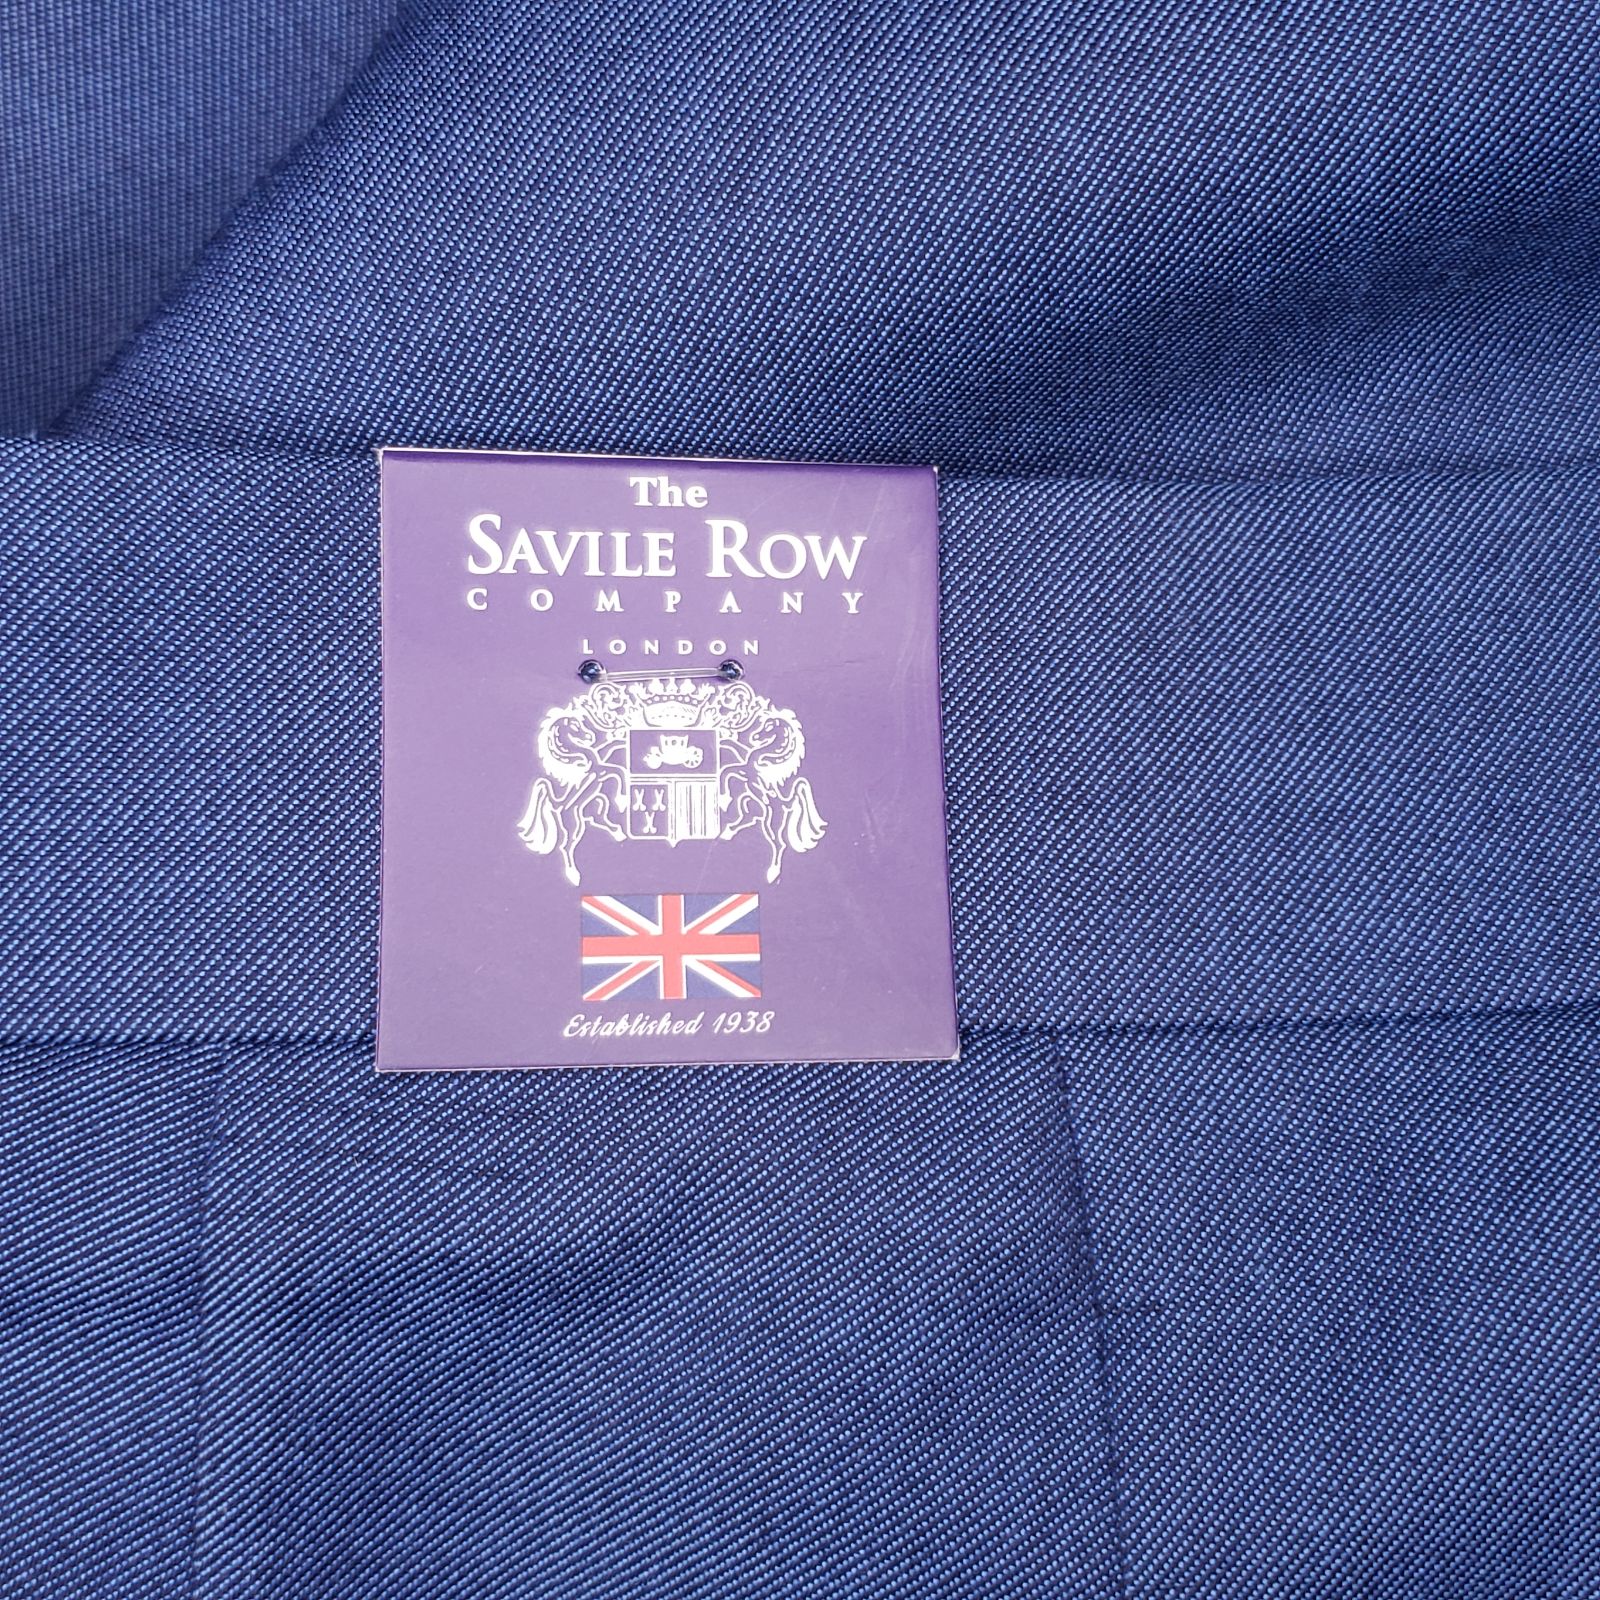 The
SAVILE ROW
COMPANY
LONDON
Established 1938